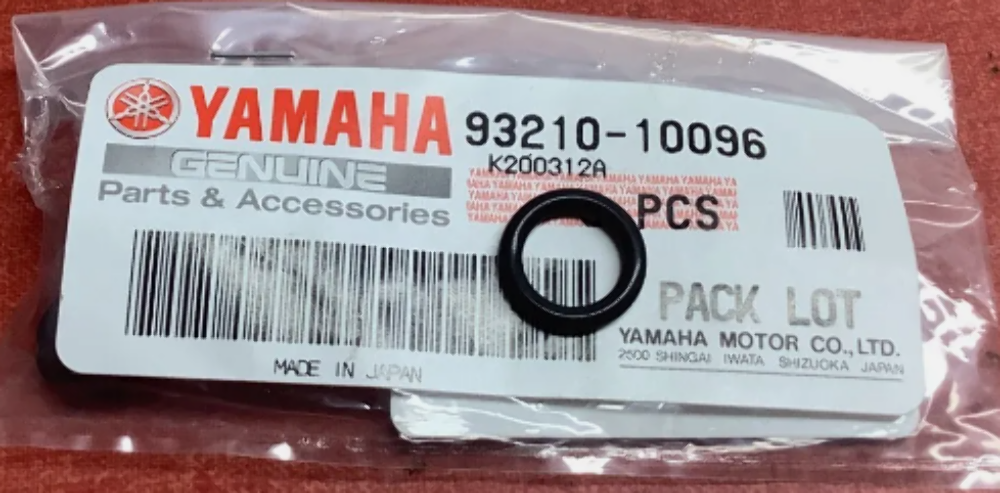 YAMAHA 93210-10096
GENUINE K200312A
Parts & Accessories PCS
PACK LOT
YAMAHA MOTOR CO., LTD.
2500 SHINGAI IWATA SHIZUOKA JAPAN
MADE IN JAPAN